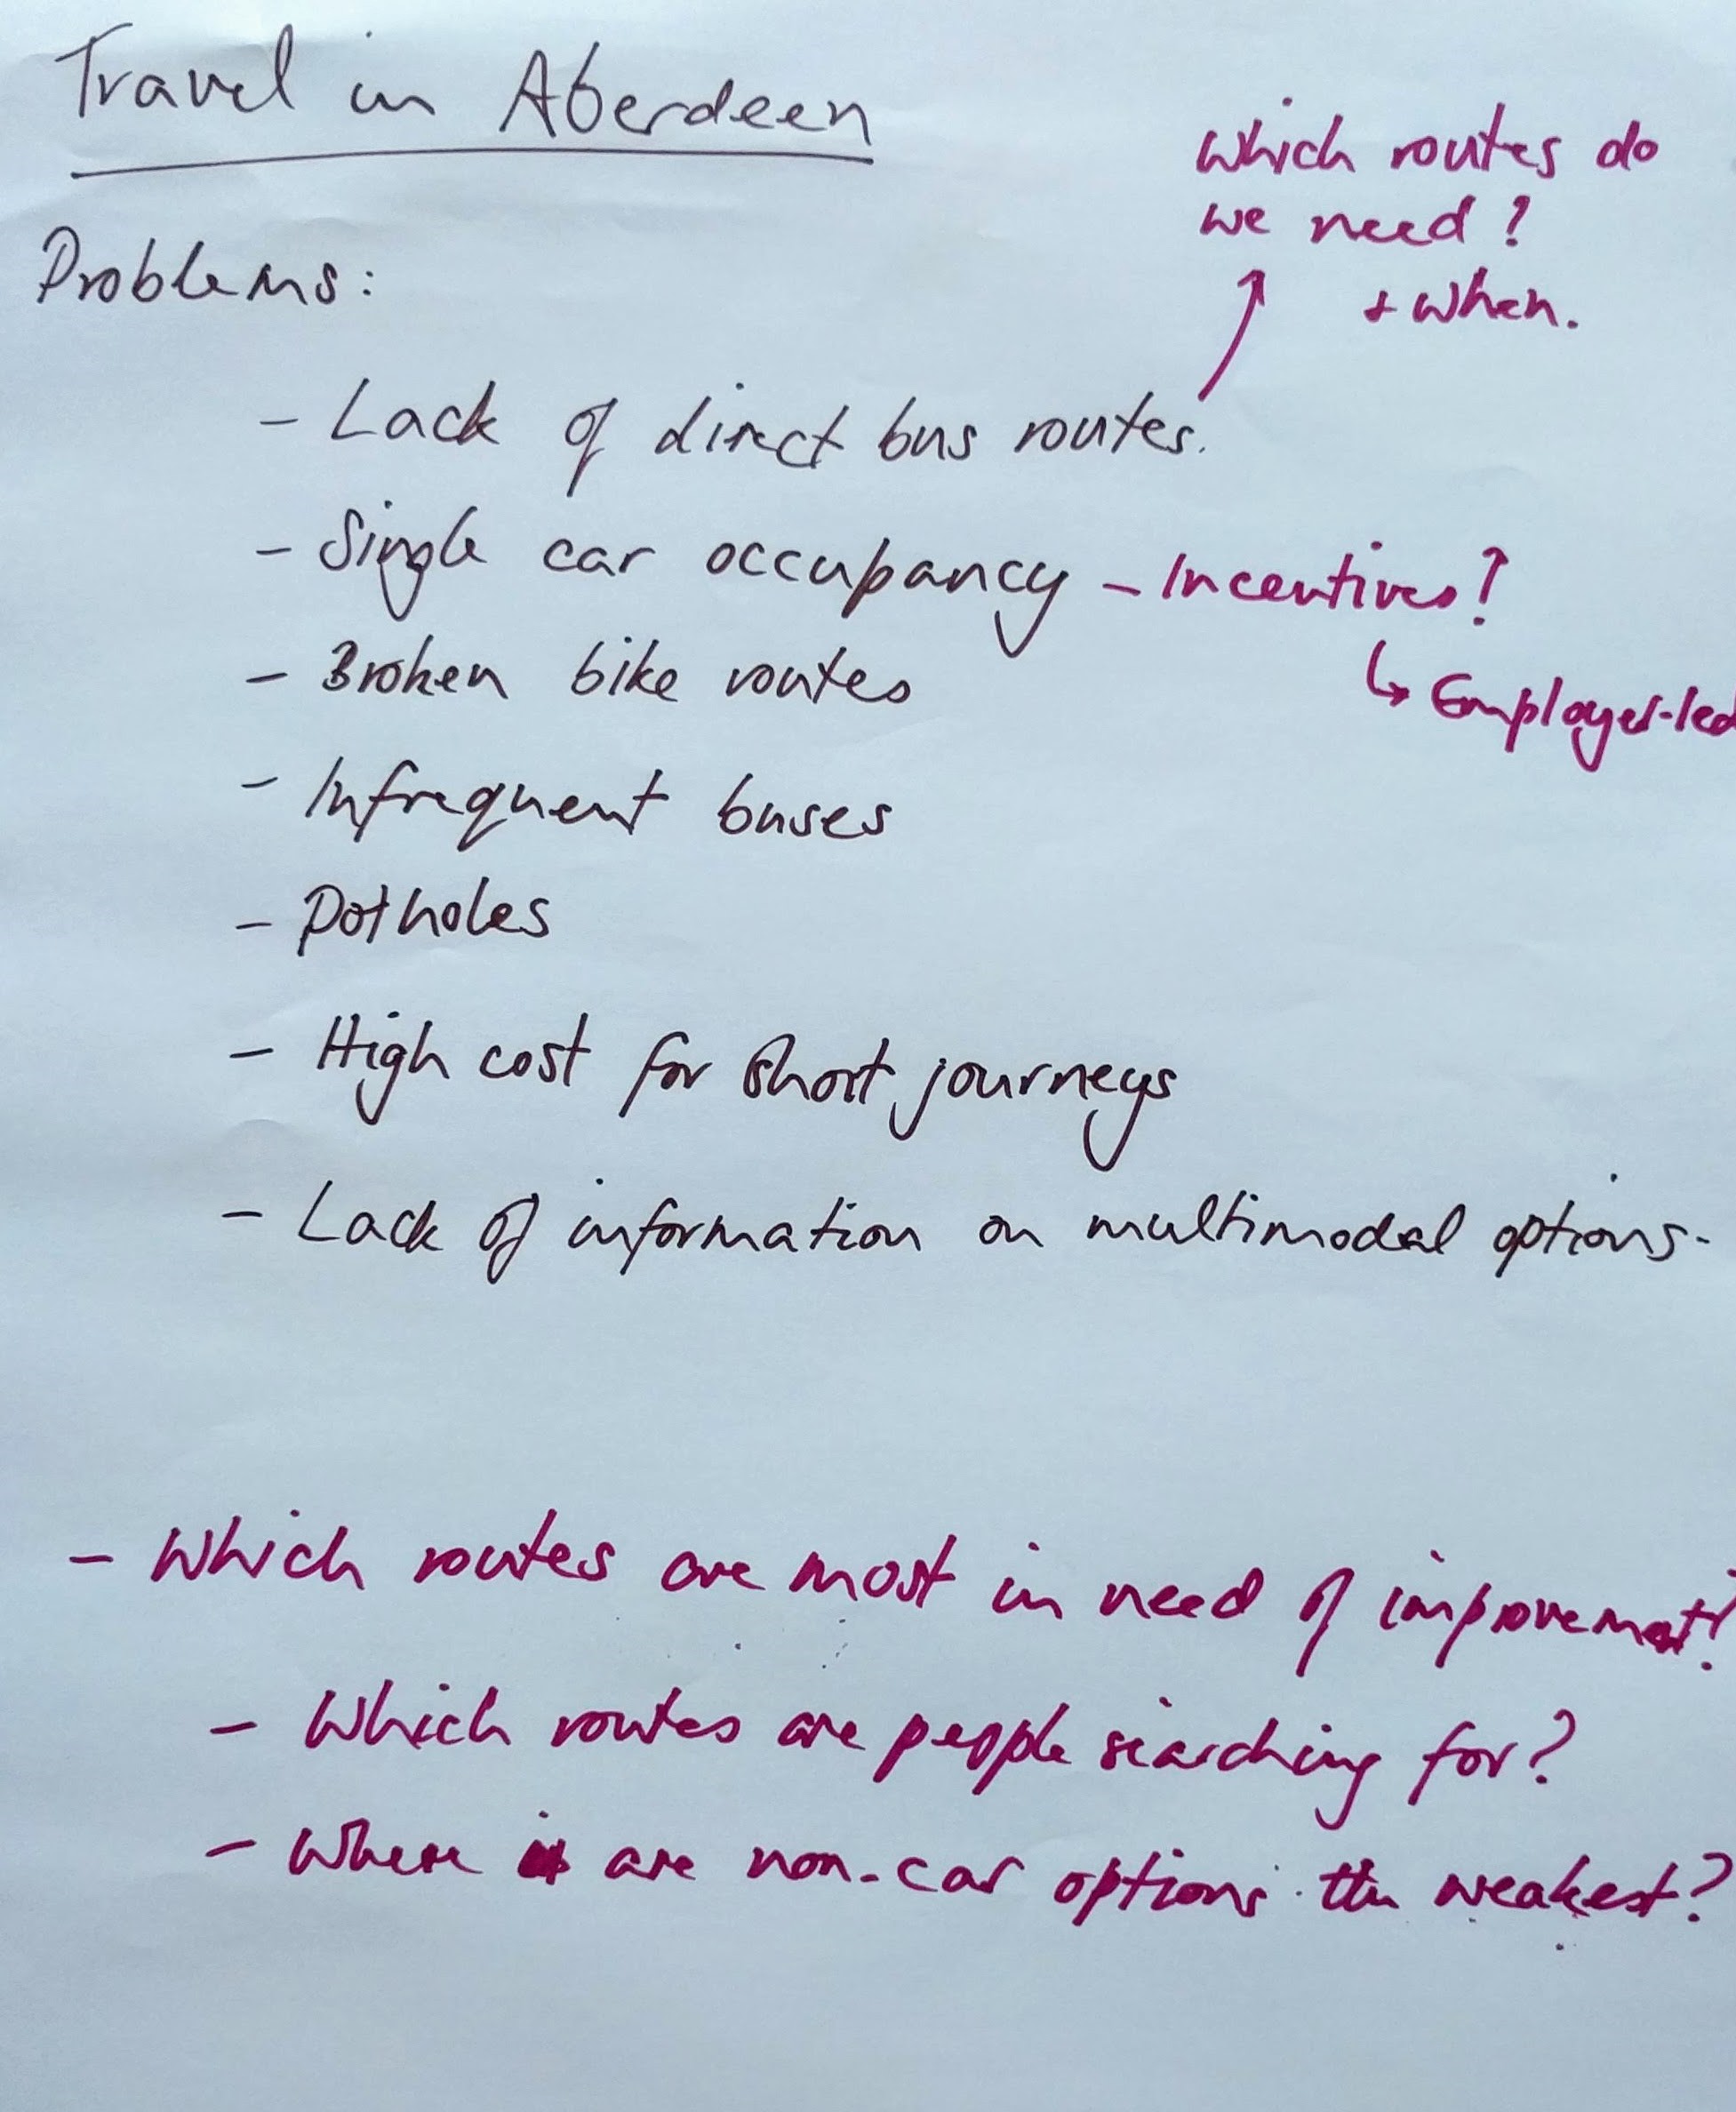 Travel in Aberdeen
Which routes do
we need?
+ when.
Problems:
- Lack of direct bus routes.
- Single car occupancy - Incentives?
↳ Employer-led
- Broken bike routes
- Infrequent buses
- Potholes
- High cost for short journeys
- Lack of information on multimodal options.
- Which routes are most in need of improvement?
- Which routes are people searching for?
- Where are non-car options the weakest?